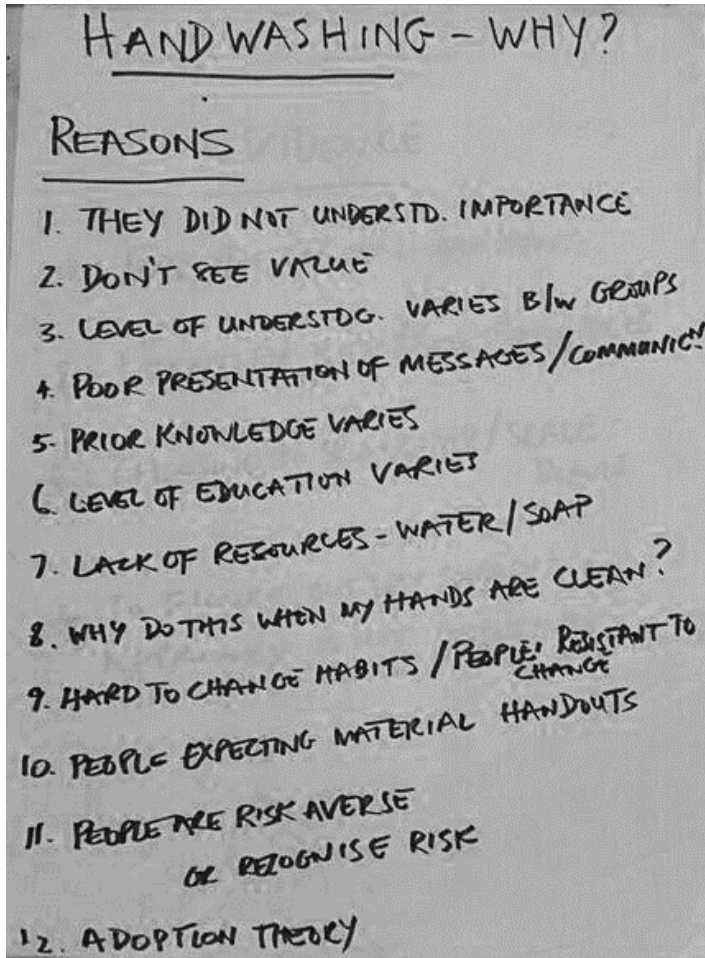 HANDWASHING - WHY?
REASONS
1. THEY DID NOT UNDERSTD. IMPORTANCE
2. DON'T SEE VALUE
3. LEVEL OF UNDERSTDG. VARIES B/W GROUPS
4. POOR PRESENTATION OF MESSAGES/COMMUNICN.
5. PRIOR KNOWLEDGE VARIES
6. LEVEL OF EDUCATION VARIES
7. LACK OF RESOURCES - WATER/SOAP
8. WHY DO THIS WHEN MY HANDS ARE CLEAN?
9. HARD TO CHANGE HABITS / PEOPLE RESISTANT TO
CHANGE
10. PEOPLE EXPECTING MATERIAL HANDOUTS
11. PEOPLE ARE RISK AVERSE
OR RECOGNISE RISK
12. ADOPTION THEORY